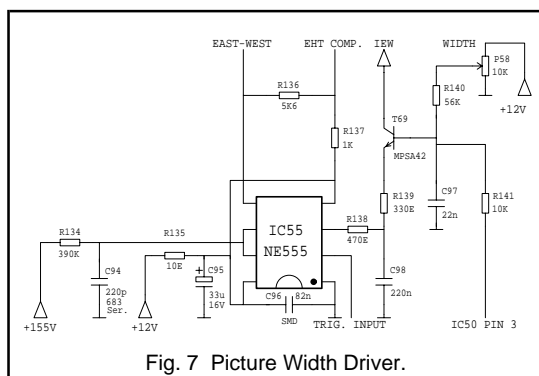 EAST-WEST EHT COMP. IEW WIDTH
P58
10K
R136
5K6
R140
56K
+12V
T69
R137
1K
MPSA42
R139
330E
C97
22n
R141
10K
R134
390K
R135
10E
IC55
NE555
R138
470E
C94
220p
683
Ser.
C95
+
33u
16V
C96 82n
SMD
C98
220n
+155V
+12V
TRIG. INPUT
IC50 PIN 3
Fig. 7 Picture Width Driver.